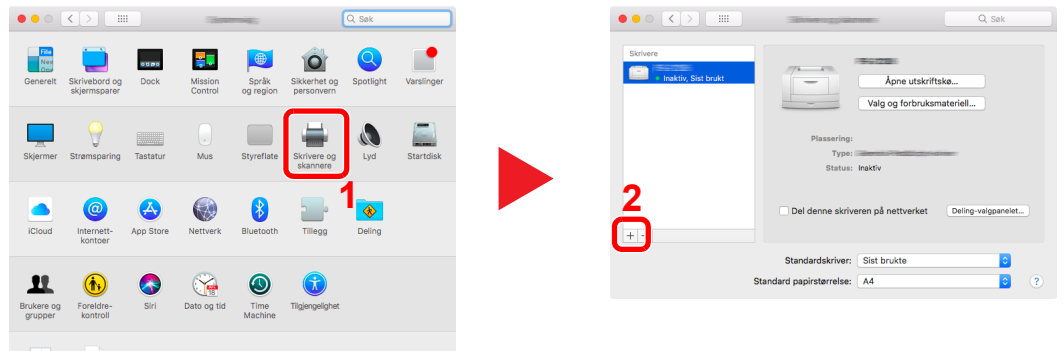 Søk
Generelt
Skrivebord og
skjermsparer
Dock
Mission
Control
Språk
og region
Sikkerhet og
personvern
Spotlight
Varslinger
Skjermer
Strømsparing
Tastatur
Mus
Styreflate
Skrivere og
skannere
Lyd
Startdisk
1
iCloud
Internett-
kontoer
App Store
Nettverk
Bluetooth
Tillegg
Deling
Brukere og
grupper
Foreldre-
kontroll
Siri
Dato og tid
Time
Machine
Tilgjengelighet
Søk
Skrivere
Inaktiv, Sist brukt
Åpne utskriftskø...
Valg og forbruksmateriell...
Plassering:
Type:
Status: Inaktiv
2
Del denne skriveren på nettverket
Deling-valgpanelet...
+ -
Standardskriver: Sist brukte
Standard papirstørrelse: A4
?